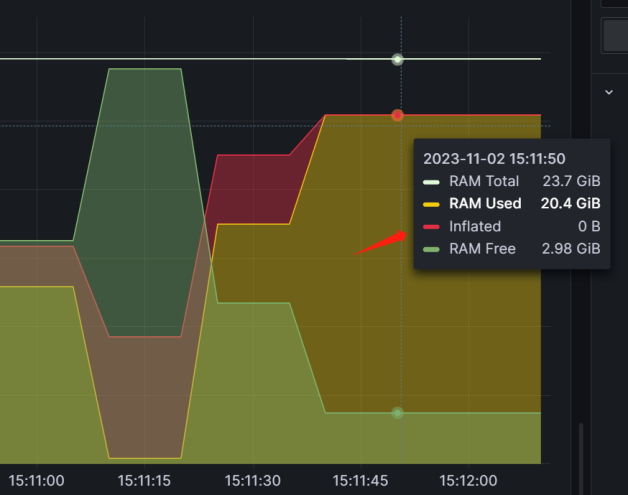 2023-11-02 15:11:50
RAM Total 23.7 GiB
RAM Used 20.4 GiB
Inflated 0 B
RAM Free 2.98 GiB
15:11:00 15:11:15 15:11:30 15:11:45 15:12:00